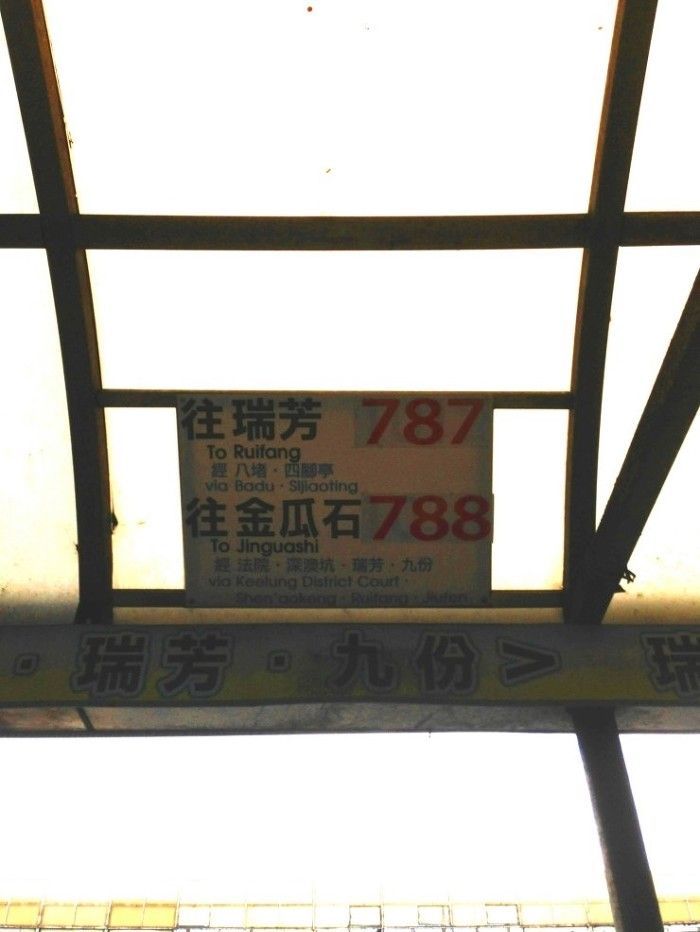 往瑞芳 787
To Ruifang
經 八堵·四腳亭
via Badu · Sijiaoting
往金瓜石 788
To Jinguashi
經 法院·深澳坑·瑞芳·九份
via Keelung District Court ·
Shen'aokeng · Ruifang · Jiufen
· 瑞芳 · 九份 > 瑞